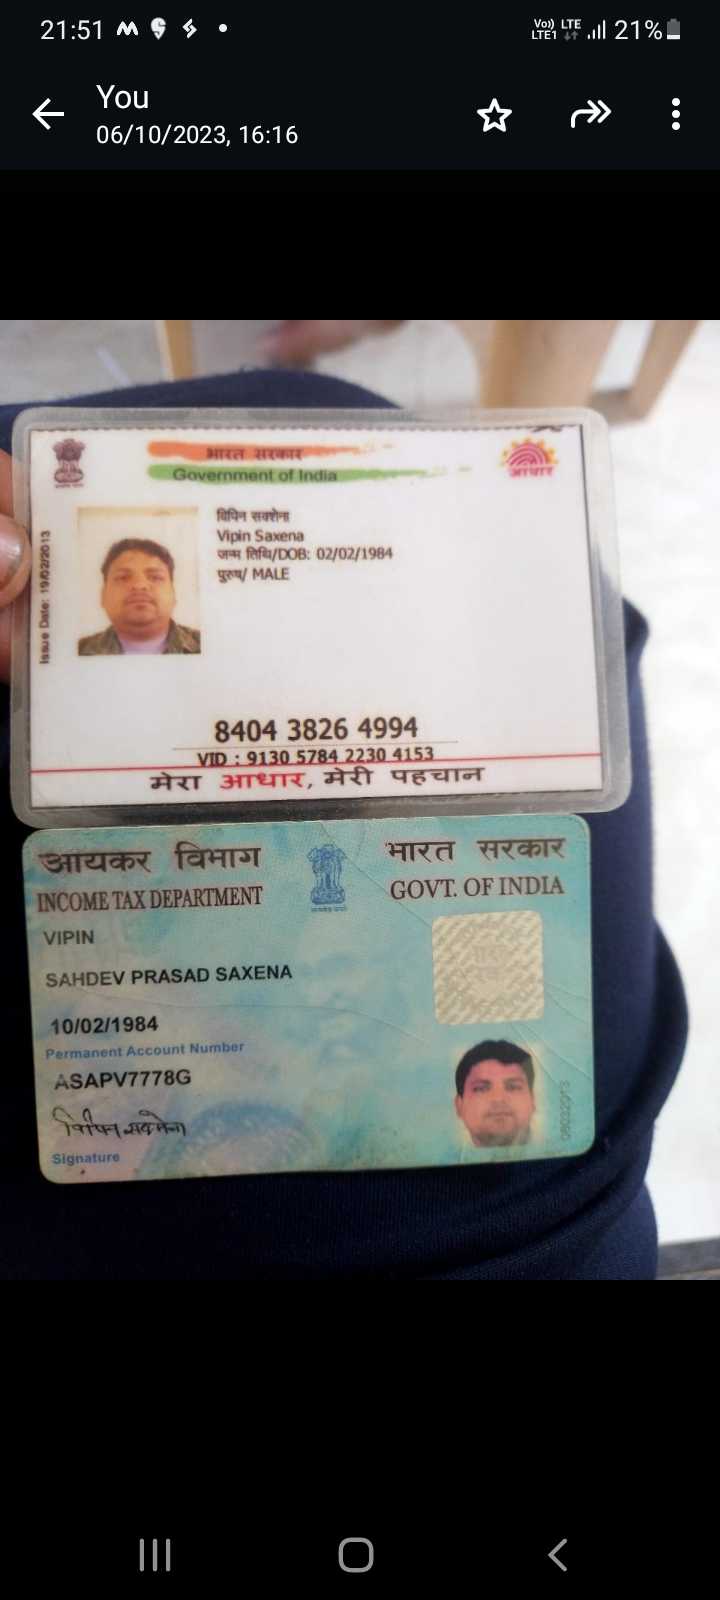 21:51
Vo)) LTE
LTE1
21%
You
06/10/2023, 16:16
भारत सरकार
Government of India
आधार
Issue Date: 19/02/2013
विपिन सक्शेना
Vipin Saxena
जन्म तिथि/DOB: 02/02/1984
पुरुष/ MALE
8404 3826 4994
VID : 9130 5784 2230 4153
मेरा आधार, मेरी पहचान
आयकर विभाग
भारत सरकार
INCOME TAX DEPARTMENT
GOVT. OF INDIA
VIPIN
SAHDEV PRASAD SAXENA
10/02/1984
Permanent Account Number
ASAPV7778G
Signature